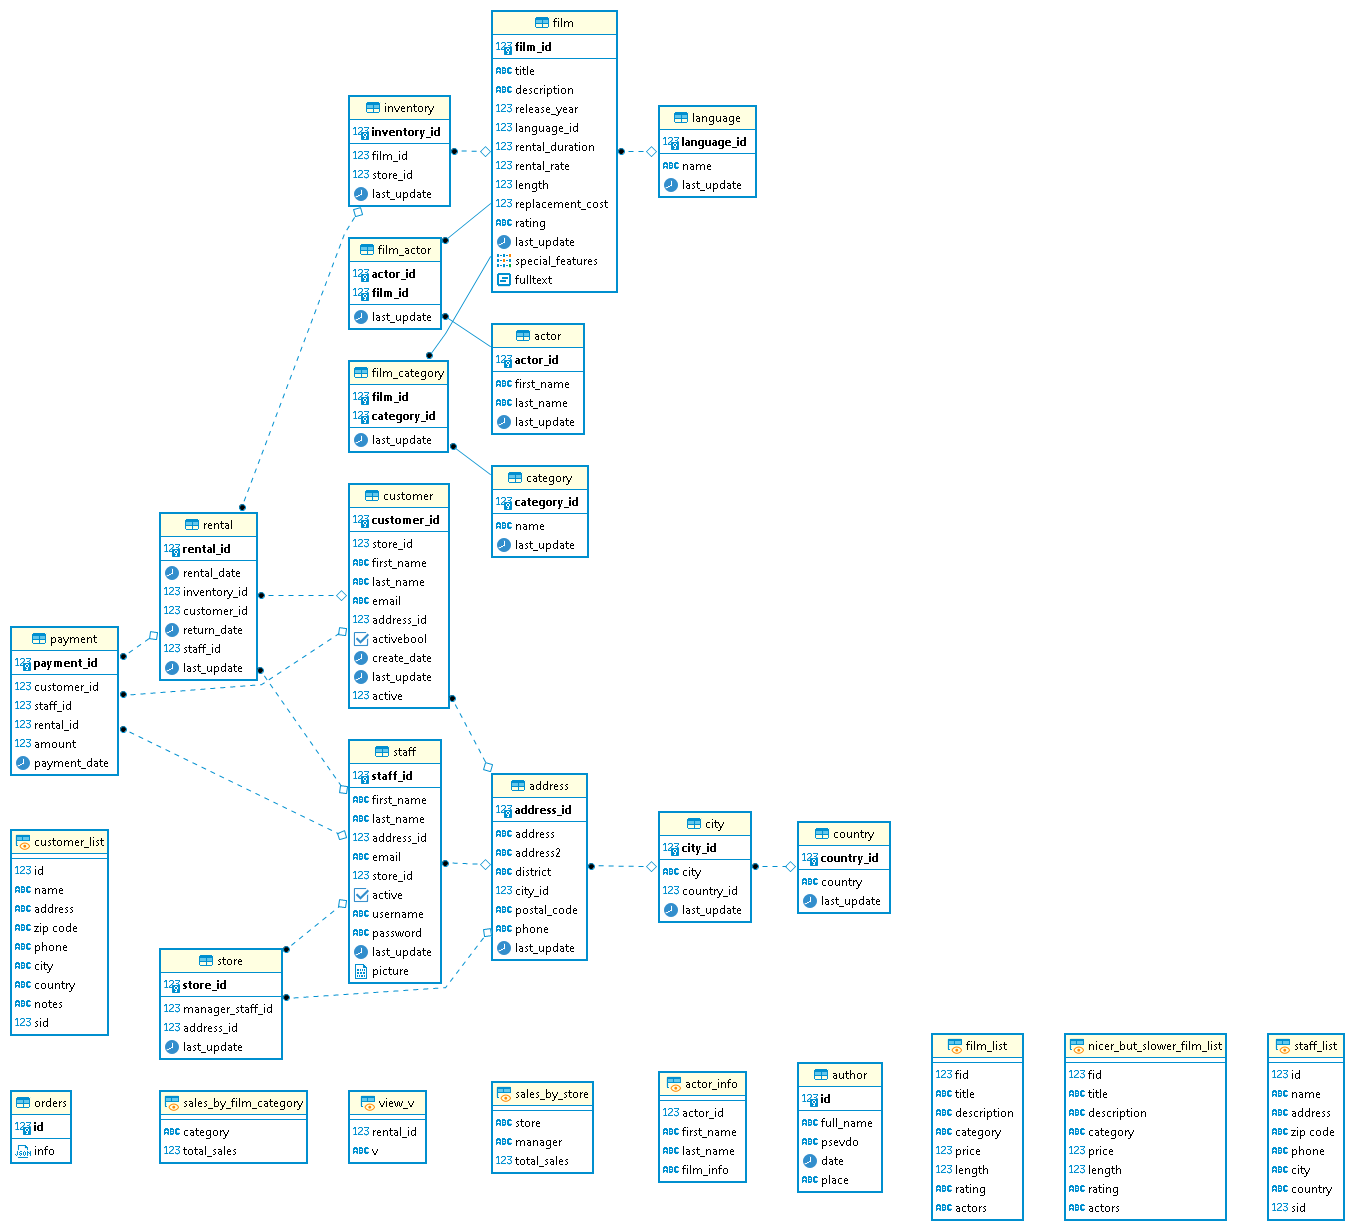 film
123 film_id
ABC title
ABC description
123 release_year
123 language_id
123 rental_duration
123 rental_rate
123 length
123 replacement_cost
ABC rating
last_update
special_features
fulltext
inventory
123 inventory_id
123 film_id
123 store_id
last_update
language
123 language_id
ABC name
last_update
film_actor
123 actor_id
123 film_id
last_update
actor
123 actor_id
ABC first_name
ABC last_name
last_update
film_category
123 film_id
123 category_id
last_update
category
123 category_id
ABC name
last_update
customer
123 customer_id
123 store_id
ABC first_name
ABC last_name
ABC email
123 address_id
activebool
create_date
last_update
123 active
rental
123 rental_id
rental_date
123 inventory_id
123 customer_id
return_date
123 staff_id
last_update
payment
123 payment_id
123 customer_id
123 staff_id
123 rental_id
123 amount
payment_date
staff
123 staff_id
ABC first_name
ABC last_name
123 address_id
ABC email
123 store_id
active
ABC username
ABC password
last_update
picture
address
123 address_id
ABC address
ABC address2
ABC district
123 city_id
ABC postal_code
ABC phone
last_update
city
123 city_id
ABC city
123 country_id
last_update
country
123 country_id
ABC country
last_update
customer_list
123 id
ABC name
ABC address
ABC zip code
ABC phone
ABC city
ABC country
ABC notes
123 sid
store
123 store_id
123 manager_staff_id
123 address_id
last_update
orders
123 id
JSON info
sales_by_film_category
ABC category
123 total_sales
view_v
123 rental_id
ABC v
sales_by_store
ABC store
ABC manager
123 total_sales
actor_info
123 actor_id
ABC first_name
ABC last_name
ABC film_info
author
123 id
ABC full_name
ABC psevdo
date
ABC place
film_list
123 fid
ABC title
ABC description
ABC category
123 price
123 length
ABC rating
ABC actors
nicer_but_slower_film_list
123 fid
ABC title
ABC description
ABC category
123 price
123 length
ABC rating
ABC actors
staff_list
123 id
ABC name
ABC address
ABC zip code
ABC phone
ABC city
ABC country
123 sid